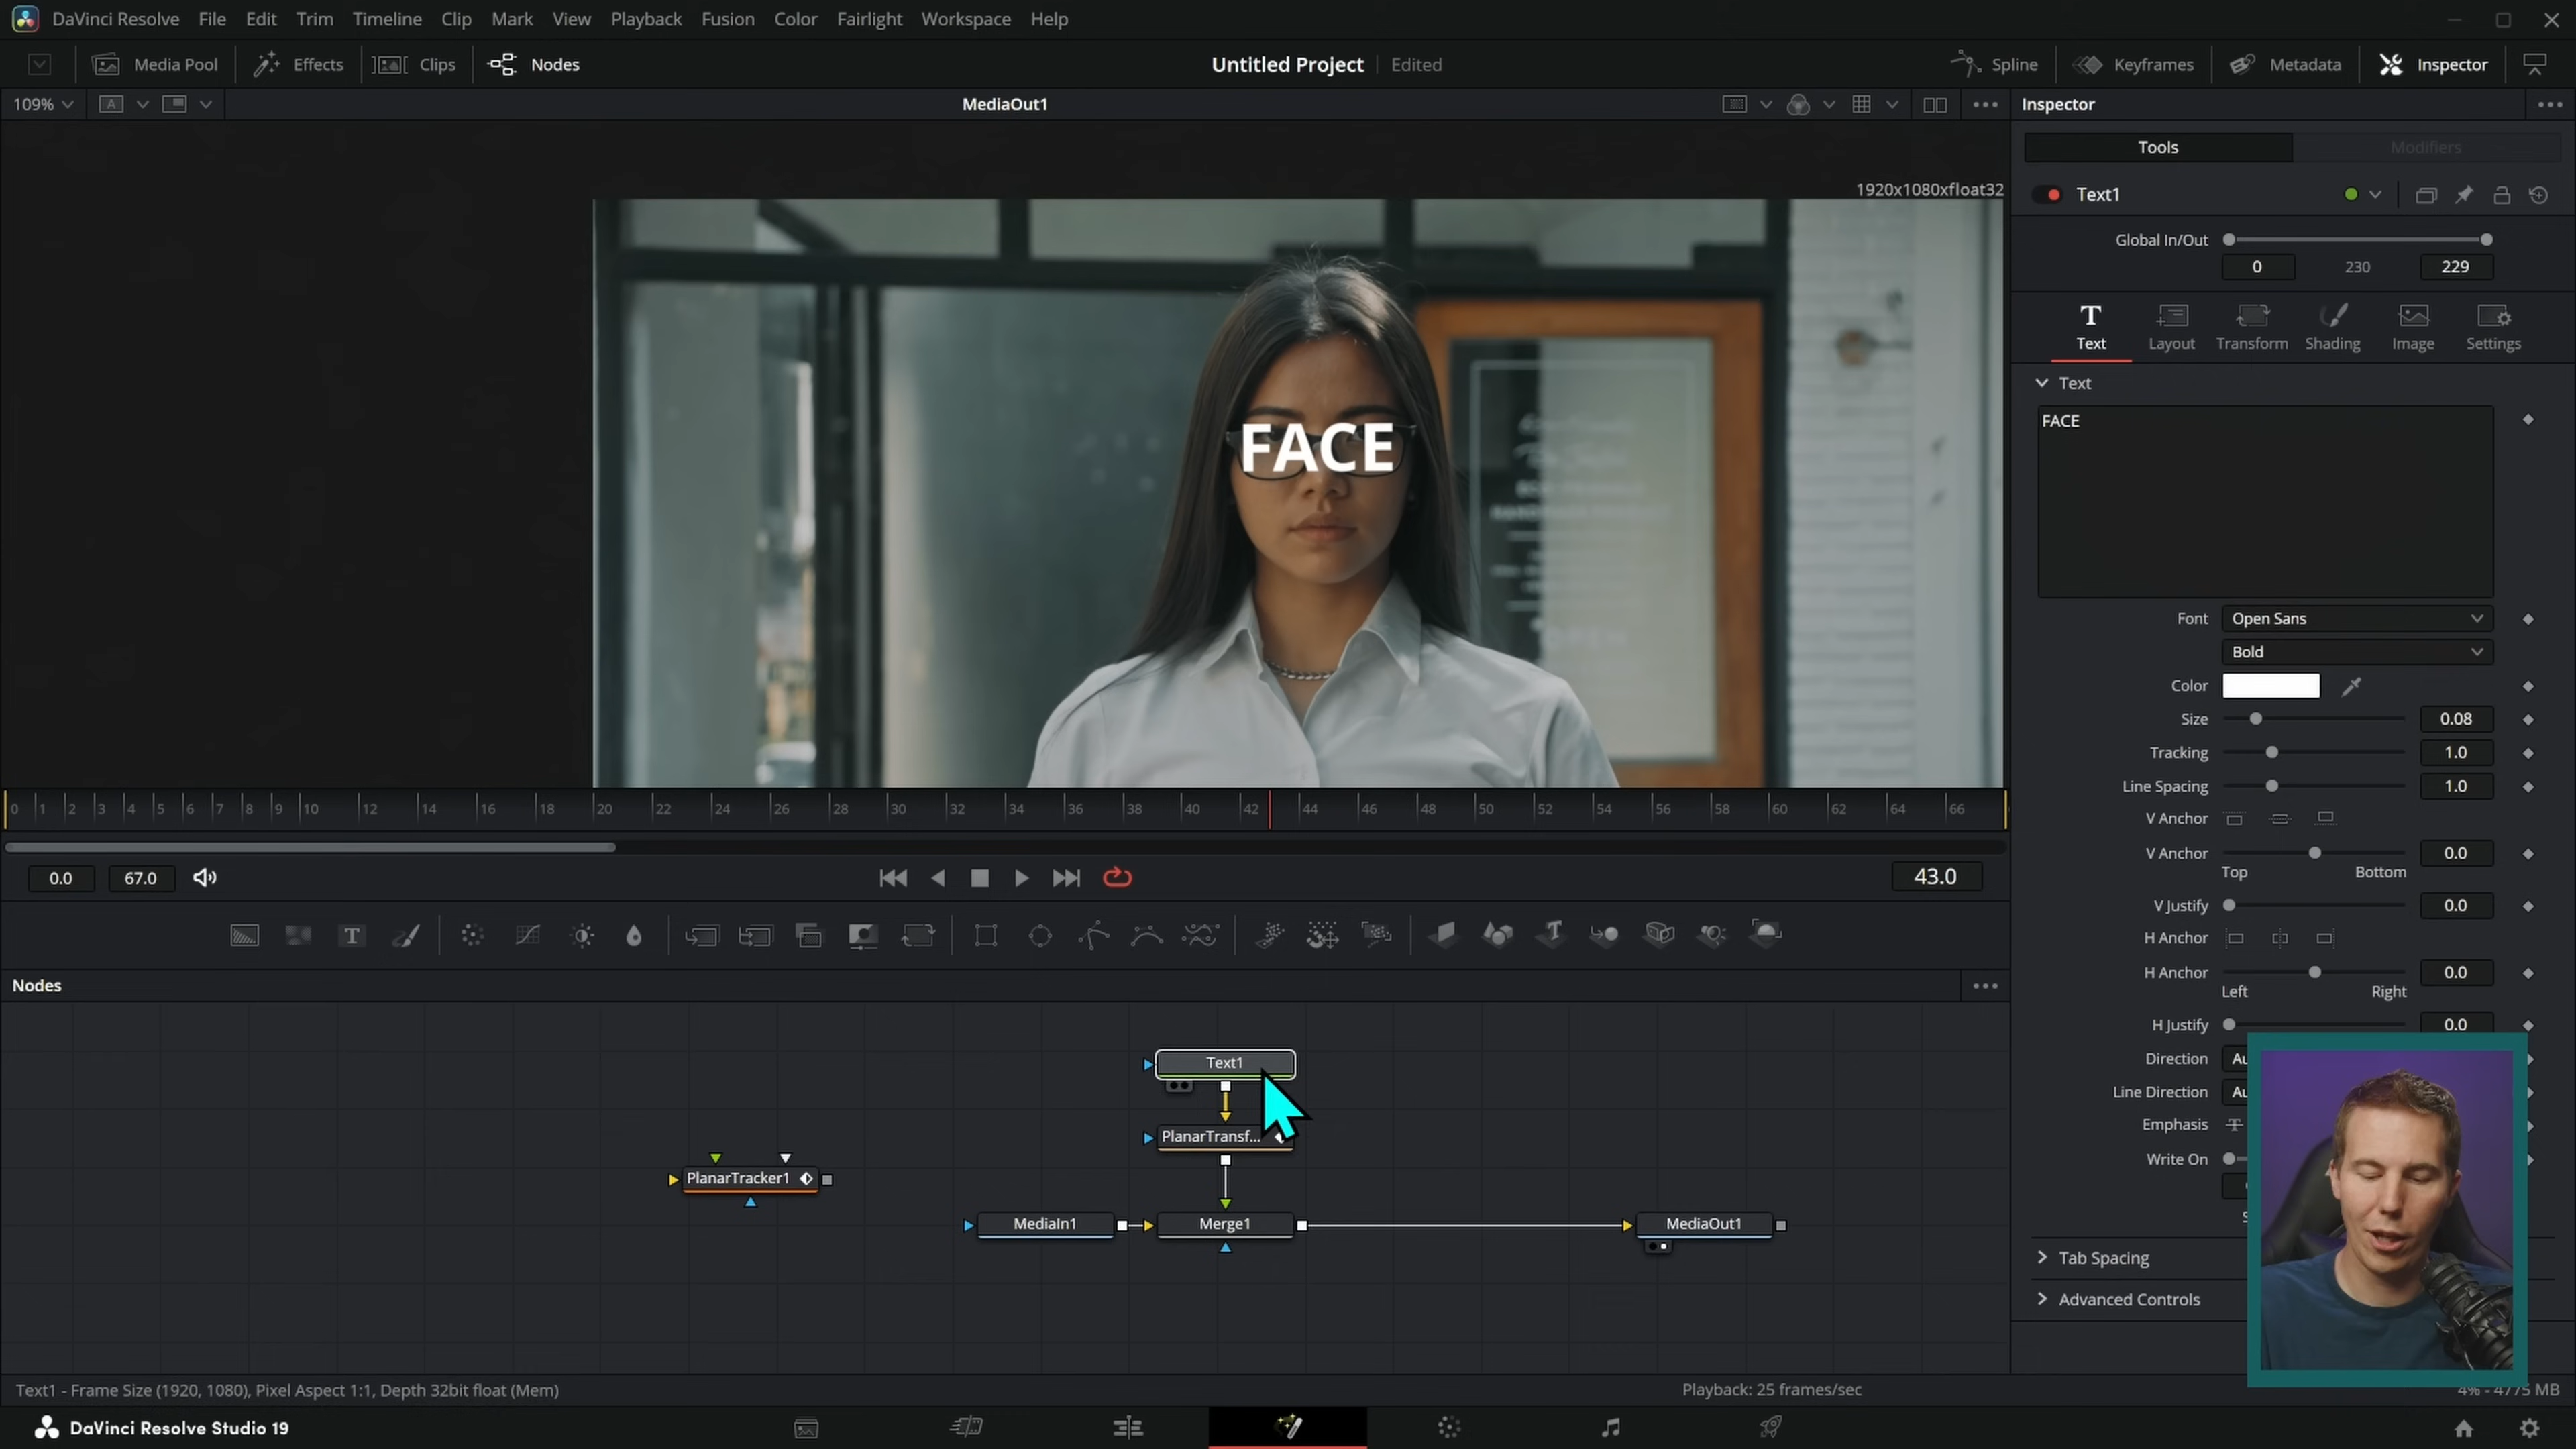 DaVinci Resolve File Edit Trim Timeline Clip Mark View Playback Fusion Color Fairlight Workspace Help
Media Pool Effects Clips Nodes Untitled Project Edited Spline Keyframes Metadata Inspector
109% A MediaOut1 Inspector
Tools Modifiers
1920x1080xfloat32
Text1
Global In/Out
0 230 229
Text Layout Transform Shading Image Settings
Text
FACE
FACE
Font Open Sans
Bold
Color
Size 0.08
Tracking 1.0
Line Spacing 1.0
V Anchor
V Anchor 0.0
Top Bottom
V Justify 0.0
H Anchor
H Anchor 0.0
Left Right
H Justify 0.0
Direction Au
Line Direction Au
Emphasis
Write On
Tab Spacing
Advanced Controls
0 1 2 3 4 5 6 7 8 9 10 12 14 16 18 20 22 24 26 28 30 32 34 36 38 40 42 44 46 48 50 52 54 56 58 60 62 64 66
0.0 67.0 43.0
Nodes
Text1
PlanarTransf...
PlanarTracker1
MediaIn1 Merge1 MediaOut1
Text1 - Frame Size (1920, 1080), Pixel Aspect 1:1, Depth 32bit float (Mem) Playback: 25 frames/sec 4% - 4775 MB
DaVinci Resolve Studio 19